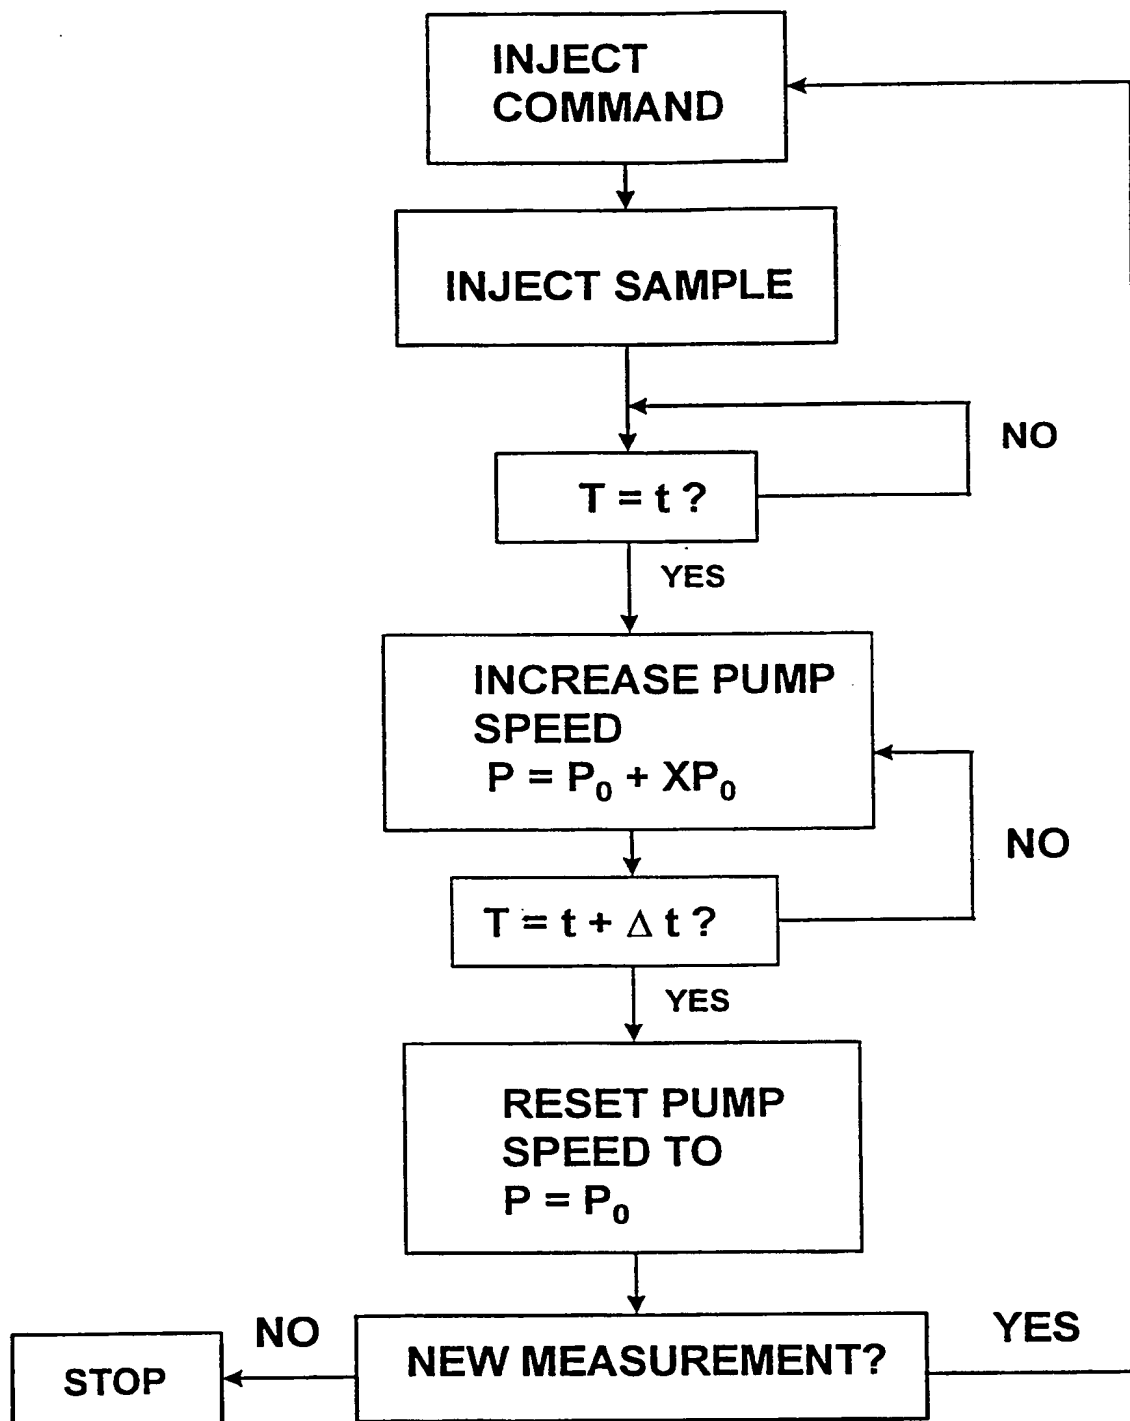 INJECT
COMMAND
INJECT SAMPLE
NO
T = t ?
YES
INCREASE PUMP
SPEED
P = P₀ + XP₀
NO
T = t + Δ t ?
YES
RESET PUMP
SPEED TO
P = P₀
NO
YES
NEW MEASUREMENT?
STOP